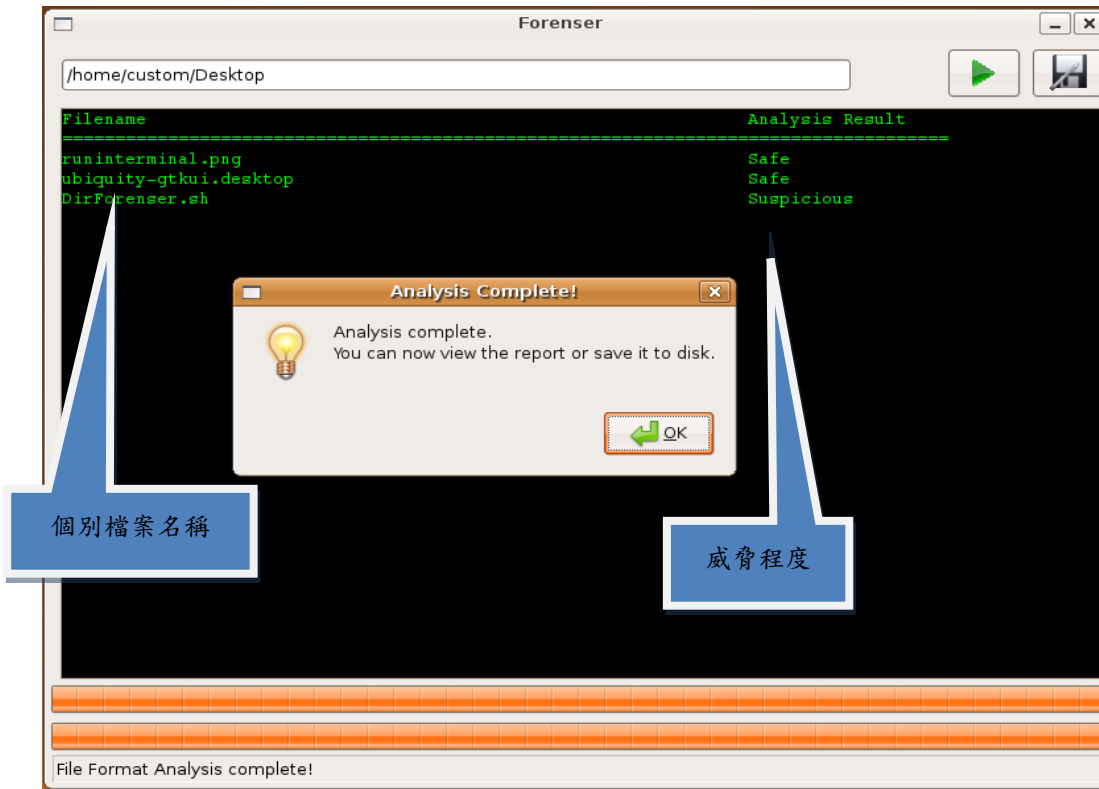 Forenser
/home/custom/Desktop
Filename Analysis Result
================================================================================
runinterminal.png Safe
ubiquity-gtkui.desktop Safe
DirForenser.sh Suspicious
Analysis Complete!
Analysis complete.
You can now view the report or save it to disk.
OK
個別檔案名稱
威脅程度
File Format Analysis complete!